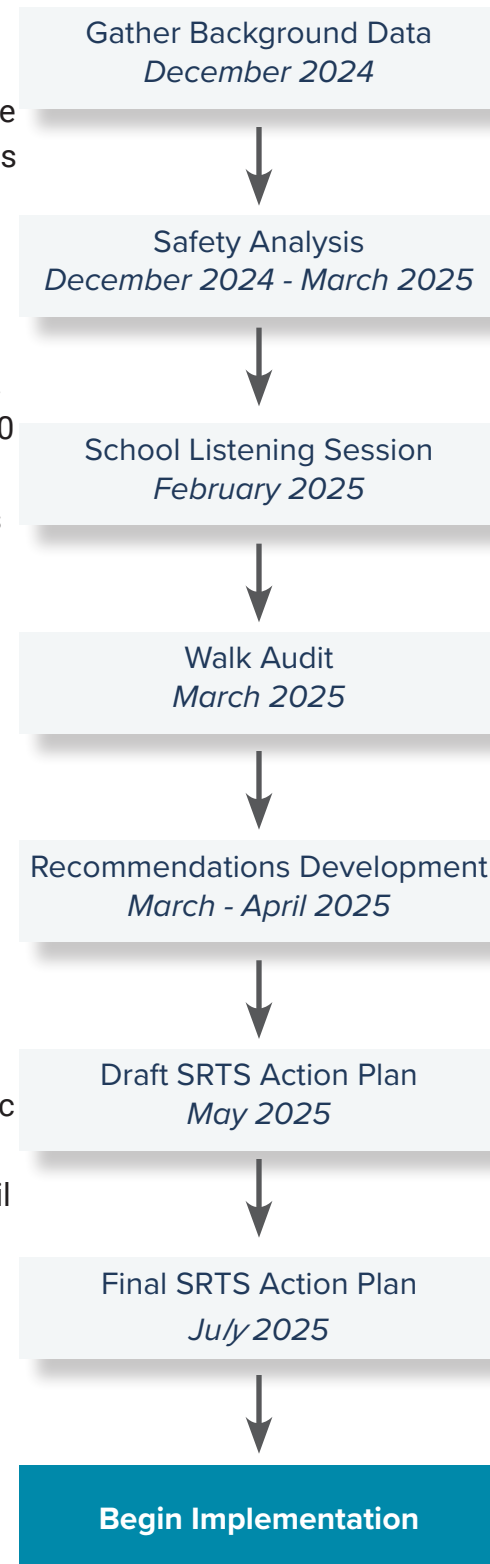 Gather Background Data
December 2024
e
s
Safety Analysis
December 2024 - March 2025
0
School Listening Session
February 2025
s
Walk Audit
March 2025
Recommendations Development
March - April 2025
Draft SRTS Action Plan
c
May 2025
il
Final SRTS Action Plan
July 2025
Begin Implementation